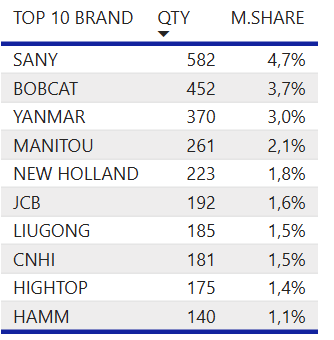 TOP 10 BRAND QTY M.SHARE
SANY 582 4,7%
BOBCAT 452 3,7%
YANMAR 370 3,0%
MANITOU 261 2,1%
NEW HOLLAND 223 1,8%
JCB 192 1,6%
LIUGONG 185 1,5%
CNHI 181 1,5%
HIGHTOP 175 1,4%
HAMM 140 1,1%